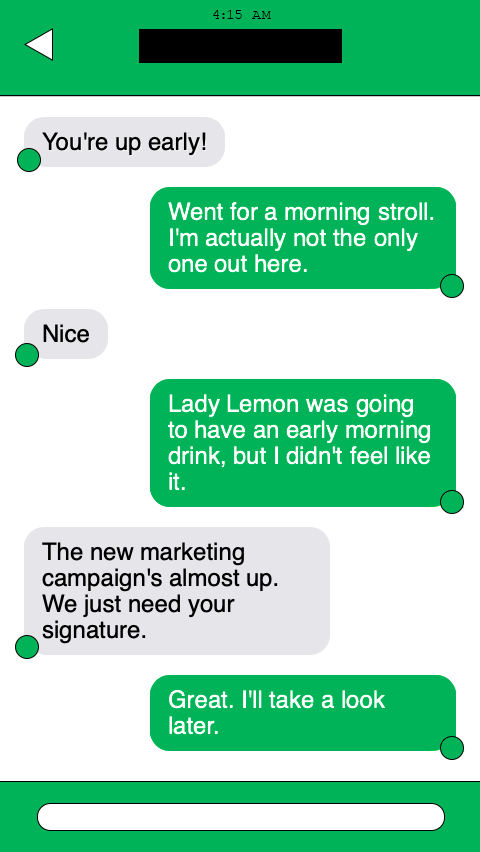 4:15 AM
You're up early!
Went for a morning stroll.
I'm actually not the only
one out here.
Nice
Lady Lemon was going
to have an early morning
drink, but I didn't feel like
it.
The new marketing
campaign's almost up.
We just need your
signature.
Great. I'll take a look
later.